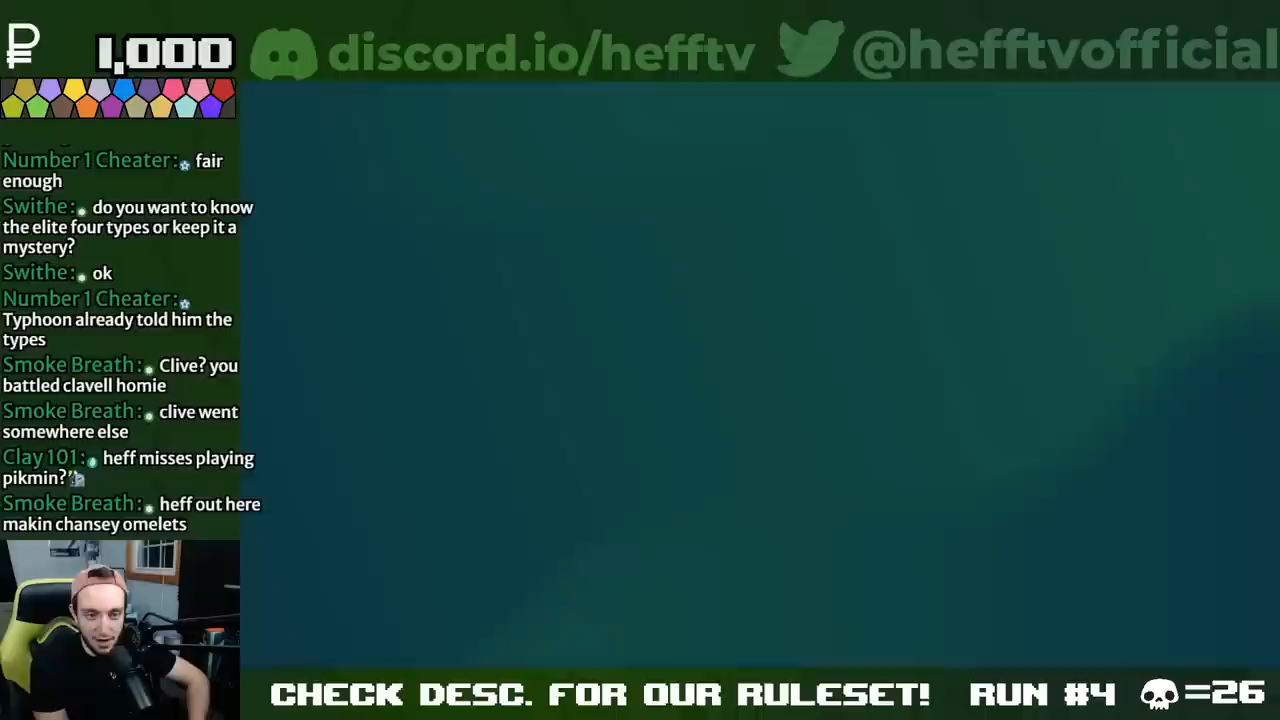 1,000
discord.io/hefftv
@hefftvofficial
Number 1 Cheater: fair
enough
Swithe: do you want to know
the elite four types or keep it a
mystery?
Swithe: ok
Number 1 Cheater:
Typhoon already told him the
types
Smoke Breath: Clive? you
battled clavell homie
Smoke Breath: clive went
somewhere else
Clay 101: heff misses playing
pikmin?
Smoke Breath: heff out here
makin chansey omelets
CHECK DESC. FOR OUR RULESET! RUN #4 =26